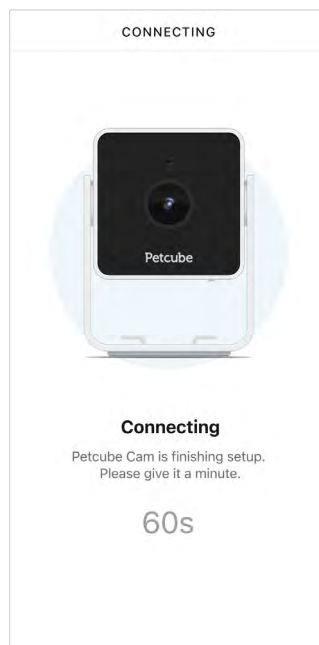 CONNECTING
Petcube
Connecting
Petcube Cam is finishing setup.
Please give it a minute.
60s